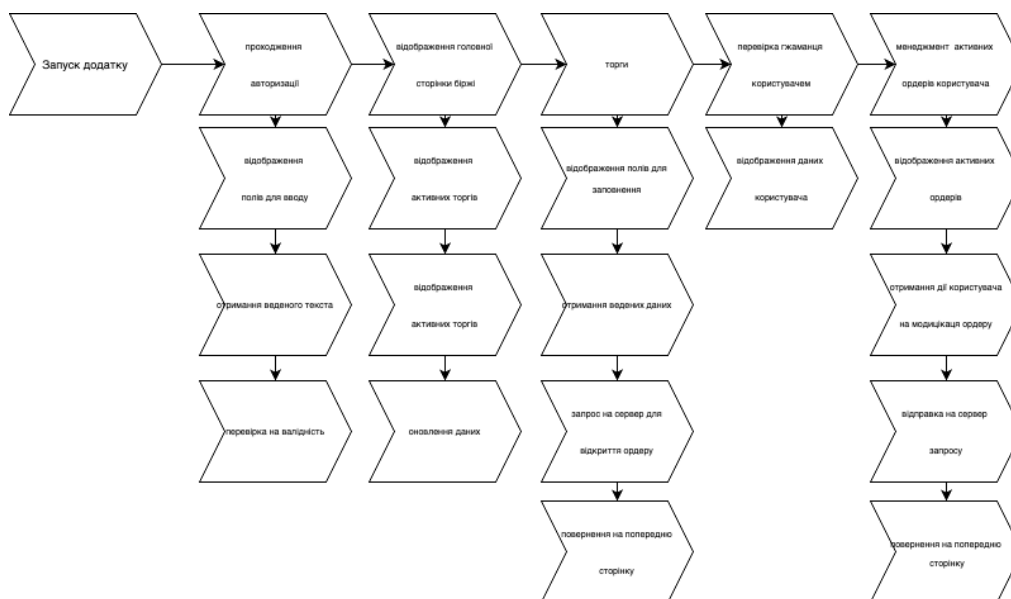 Запуск додатку
проходження
авторизації
відображення головної
сторінки біржі
торги
перевірка гжаманця
користувачем
менеджмент активних
ордерів користувача
відображення
полів для вводу
відображення
активних торгів
відображення полів для
заповнення
відображення даних
користувача
відображення активних
ордерів
отримання веденого текста
відображення
активних торгів
отримання ведених даних
отримання дії користувача
на модицікаця ордеру
перевірка на валідність
оновлення даних
запрос на сервер для
відкриття ордеру
відправка на сервер
запросу
повернення на попередню
сторінку
повернення на попередню
сторінку